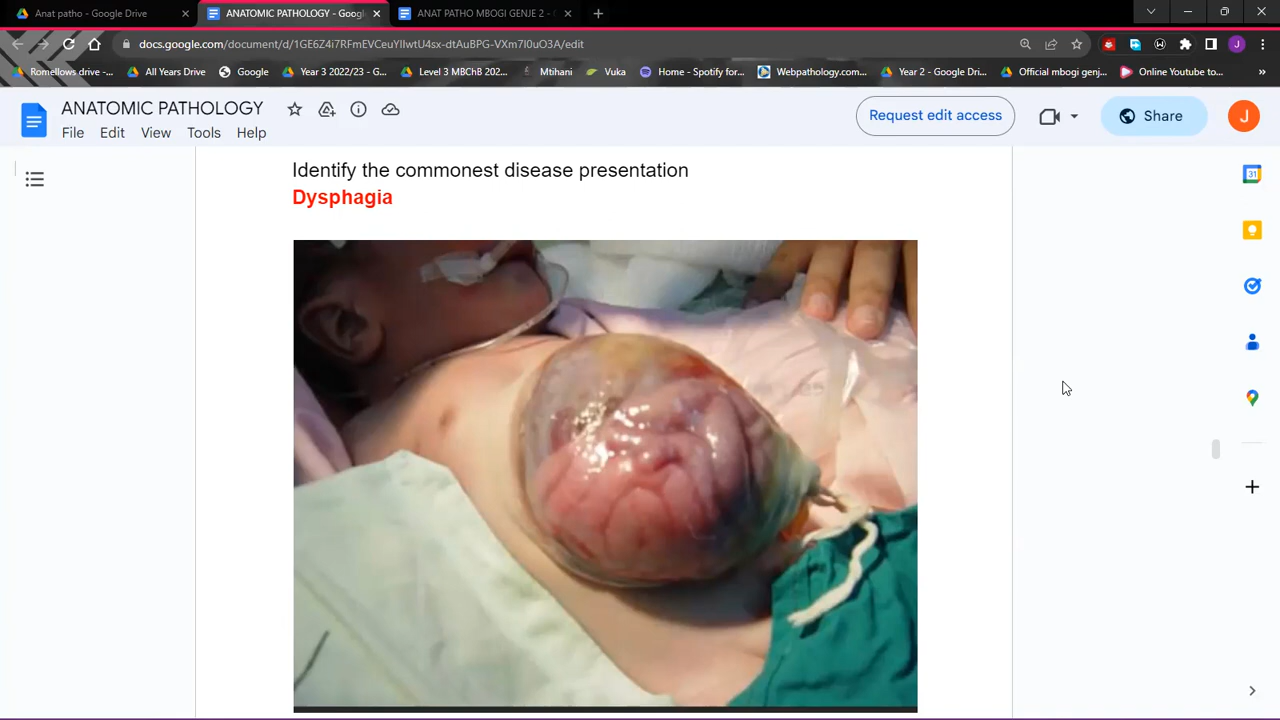 Anat patho - Google Drive
ANATOMIC PATHOLOGY - Googl
ANAT PATHO MBOGI GENJE 2 -
docs.google.com/document/d/1GE6Z4i7RFmEVCeuYlIwtU4sx-dtAuBPG-VXm7I0uO3A/edit
Romellows drive -...
All Years Drive
Google
Year 3 2022/23 - G...
Level 3 MBChB 202...
Mtihani
Vuka
Home - Spotify for...
Webpathology.com...
Year 2 - Google Dri...
Official mbogi genj...
Online Youtube to...
»
ANATOMIC PATHOLOGY
File Edit View Tools Help
Request edit access
Share
J
Identify the commonest disease presentation
Dysphagia
31